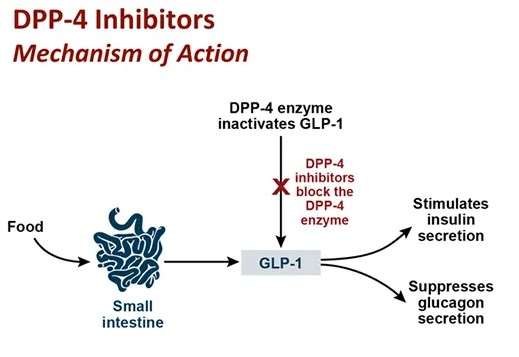 DPP-4 Inhibitors
Mechanism of Action
DPP-4 enzyme
inactivates GLP-1
DPP-4
inhibitors
block the
DPP-4
enzyme
Food
Small
intestine
GLP-1
Stimulates
insulin
secretion
Suppresses
glucagon
secretion